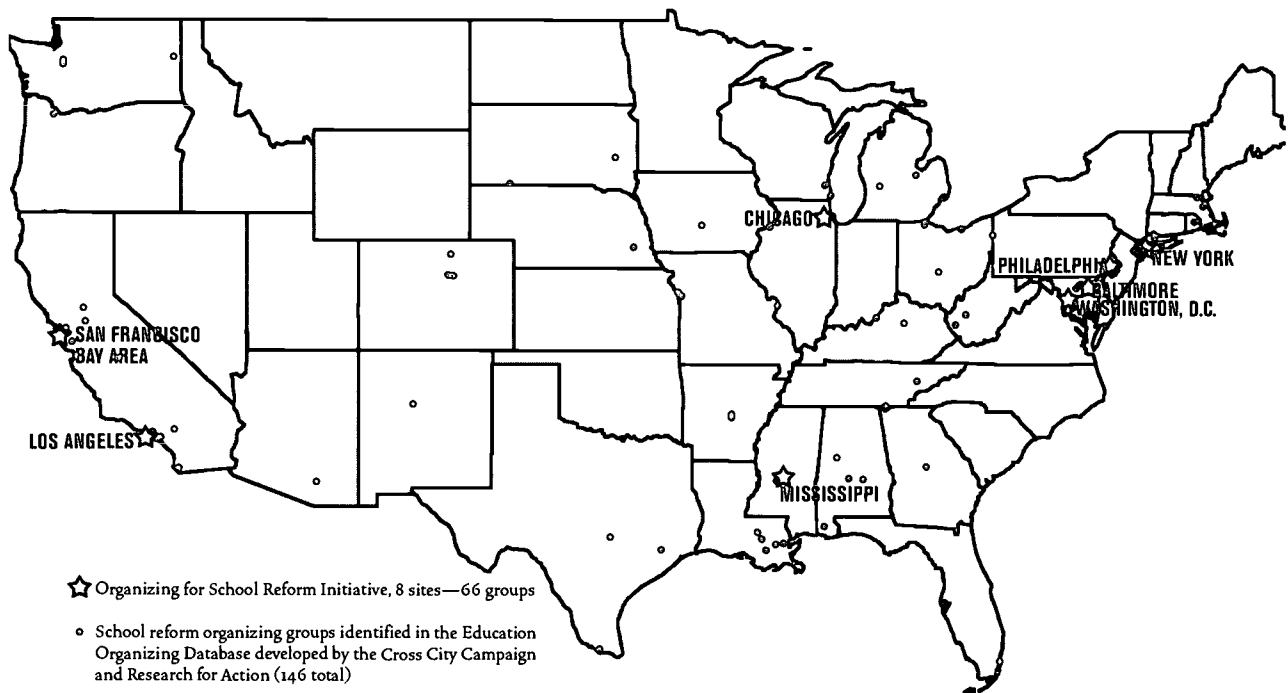 CHICAGO
NEW YORK
PHILADELPHIA
BALTIMORE
WASHINGTON, D.C.
SAN FRANCISCO
BAY AREA
LOS ANGELES
MISSISSIPPI
Organizing for School Reform Initiative, 8 sites—66 groups
School reform organizing groups identified in the Education
Organizing Database developed by the Cross City Campaign
and Research for Action (146 total)